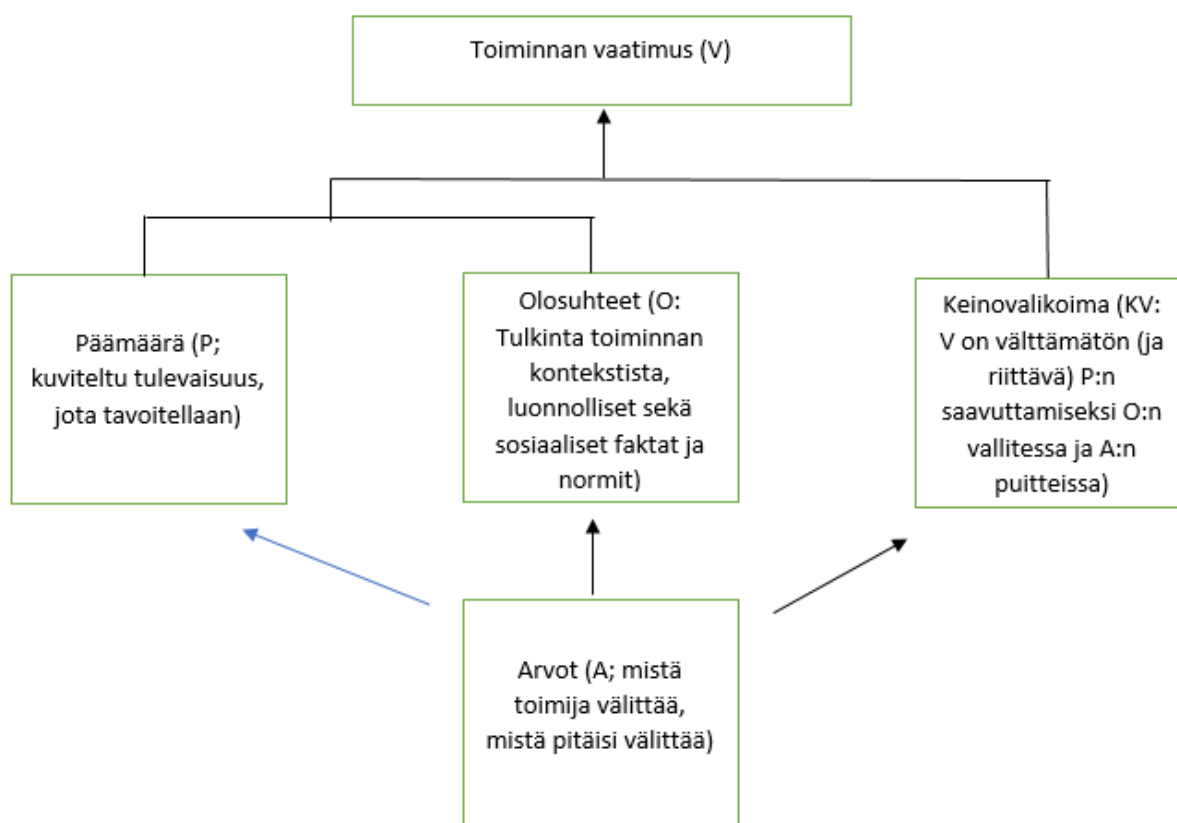 Toiminnan vaatimus (V)
Päämäärä (P;
kuviteltu tulevaisuus,
jota tavoitellaan)
Olosuhteet (O:
Tulkinta toiminnan
kontekstista,
luonnolliset sekä
sosiaaliset faktat ja
normit)
Keinovalikoima (KV:
V on välttämätön (ja
riittävä) P:n
saavuttamiseksi O:n
vallitessa ja A:n
puitteissa)
Arvot (A; mistä
toimija välittää,
mistä pitäisi välittää)